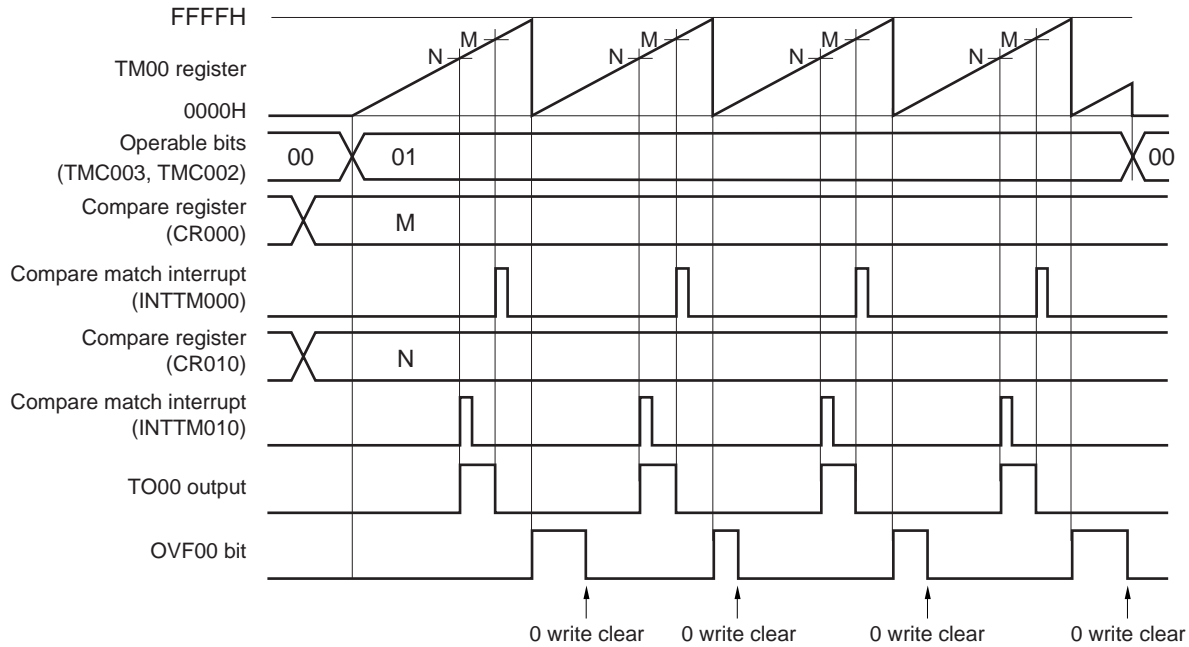 FFFFH
M M M M
N N N N
TM00 register
0000H
Operable bits
(TMC003, TMC002)
00 01 00
Compare register
(CR000)
M
Compare match interrupt
(INTTM000)
Compare register
(CR010)
N
Compare match interrupt
(INTTM010)
TO00 output
OVF00 bit
0 write clear 0 write clear 0 write clear 0 write clear